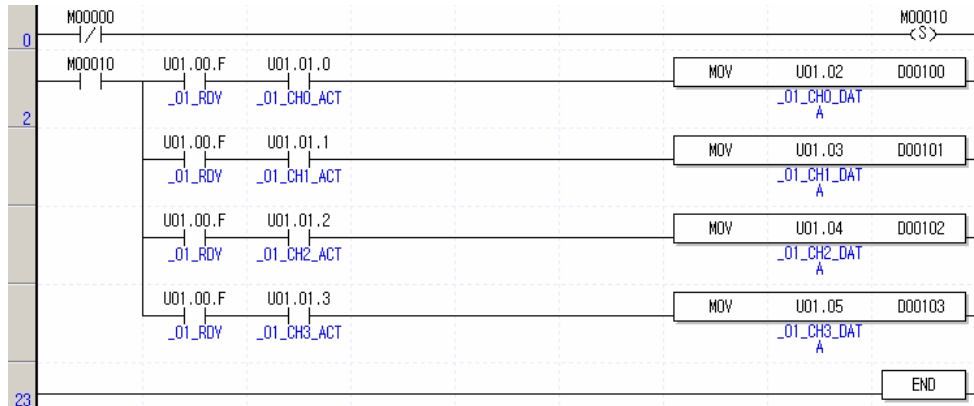 M00000 M00010
0 (S)
M00010 U01.00.F U01.01.0 MOV U01.02 D00100
_01_RDY _01_CH0_ACT _01_CH0_DAT
A
2
U01.00.F U01.01.1 MOV U01.03 D00101
_01_RDY _01_CH1_ACT _01_CH1_DAT
A
U01.00.F U01.01.2 MOV U01.04 D00102
_01_RDY _01_CH2_ACT _01_CH2_DAT
A
U01.00.F U01.01.3 MOV U01.05 D00103
_01_RDY _01_CH3_ACT _01_CH3_DAT
A
END
23